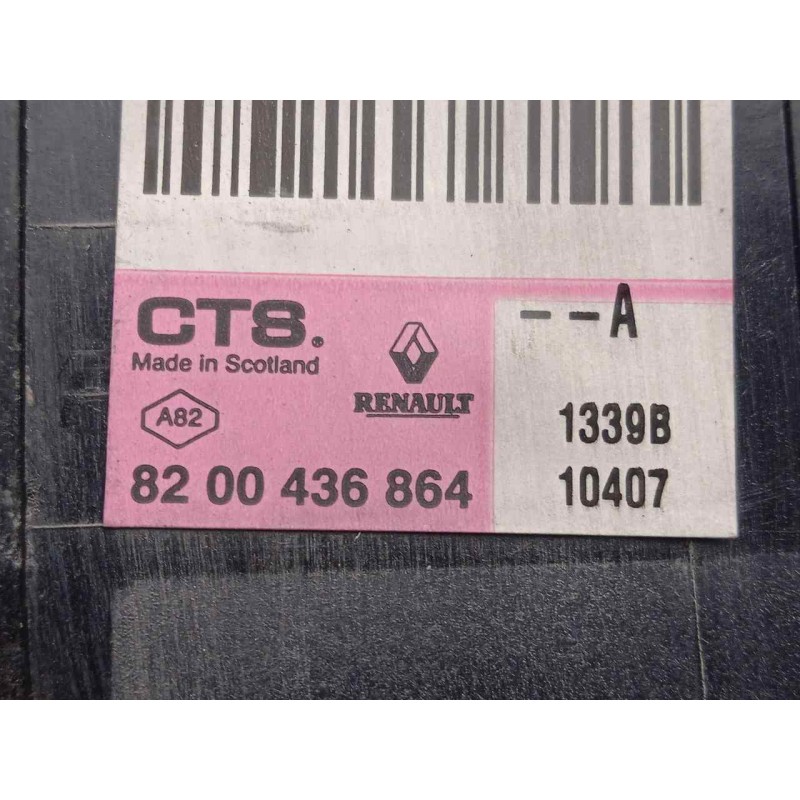 --A
CTS®
Made in Scotland
RENAULT
A82
1339B
82 00 436 864
10407